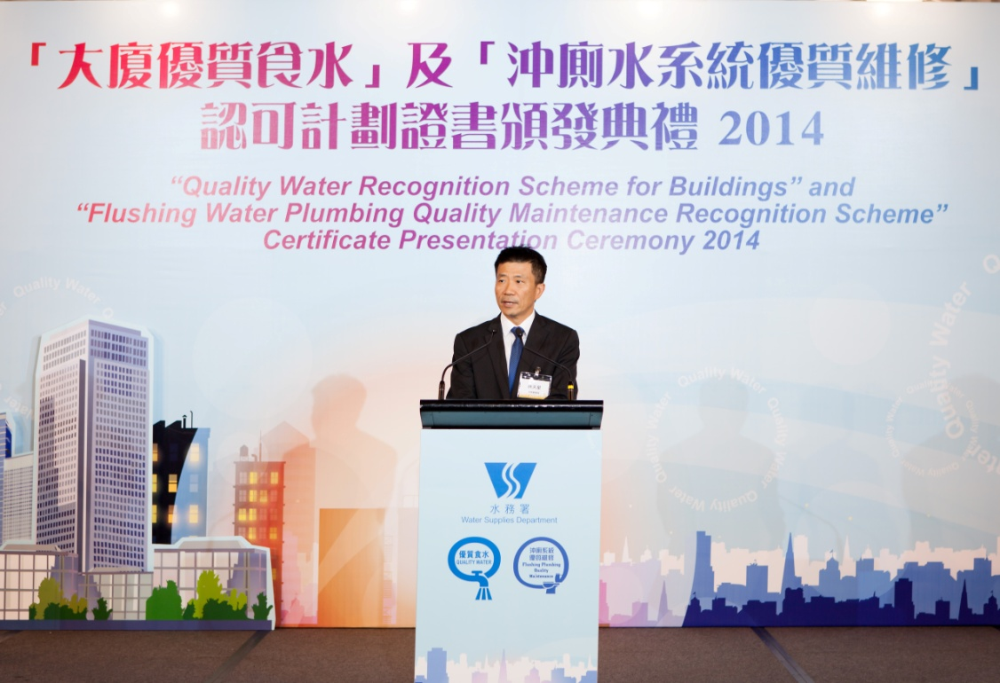 「大廈優質食水」及「沖廁水系統優質維修」
認可計劃證書頒發典禮 2014
“Quality Water Recognition Scheme for Buildings” and
“Flushing Water Plumbing Quality Maintenance Recognition Scheme”
Certificate Presentation Ceremony 2014
Quality Water
Quality Water
Quality Water
Quality Water
Quality Water
水務署
Water Supplies Department
優質食水
QUALITY WATER
沖廁系統
優質維修
Flushing Plumbing
Quality
Maintenance